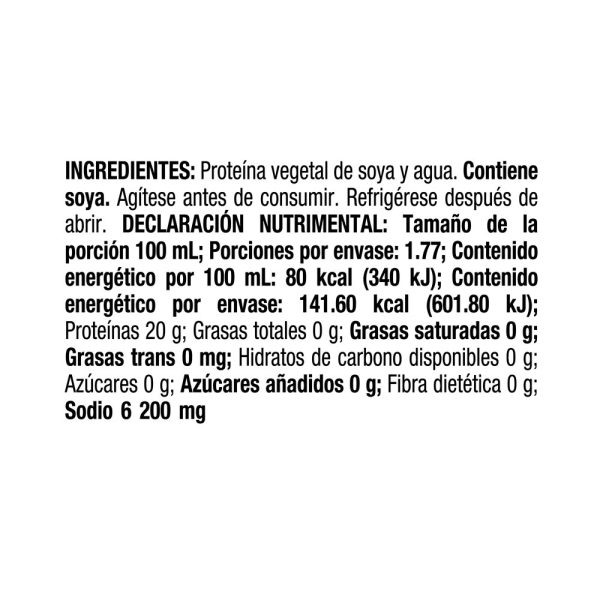 INGREDIENTES: Proteína vegetal de soya y agua. Contiene
soya. Agítese antes de consumir. Refrigérese después de
abrir. DECLARACIÓN NUTRIMENTAL: Tamaño de la
porción 100 mL; Porciones por envase: 1.77; Contenido
energético por 100 mL: 80 kcal (340 kJ); Contenido
energético por envase: 141.60 kcal (601.80 kJ);
Proteínas 20 g; Grasas totales 0 g; Grasas saturadas 0 g;
Grasas trans 0 mg; Hidratos de carbono disponibles 0 g;
Azúcares 0 g; Azúcares añadidos 0 g; Fibra dietética 0 g;
Sodio 6 200 mg